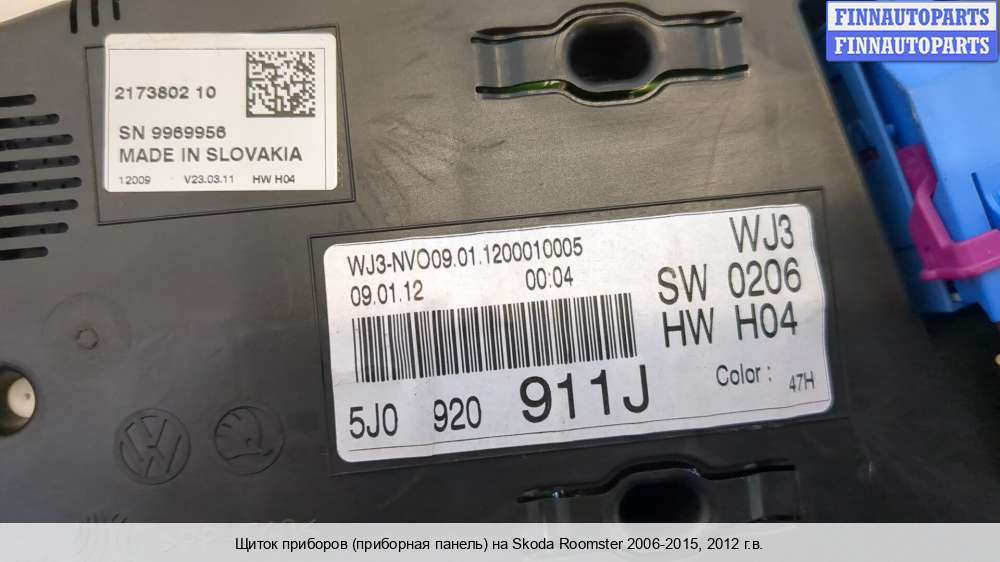 FINNAUTOPARTS
FINNAUTOPARTS
2173802 10
SN 9969956
MADE IN SLOVAKIA
12009 V23.03.11 HW H04
WJ3-NVO09.01.1200010005
09.01.12 00:04
WJ3
SW 0206
HW H04
5J0 920 911J
Color : 47H
Щиток приборов (приборная панель) на Skoda Roomster 2006-2015, 2012 г.в.